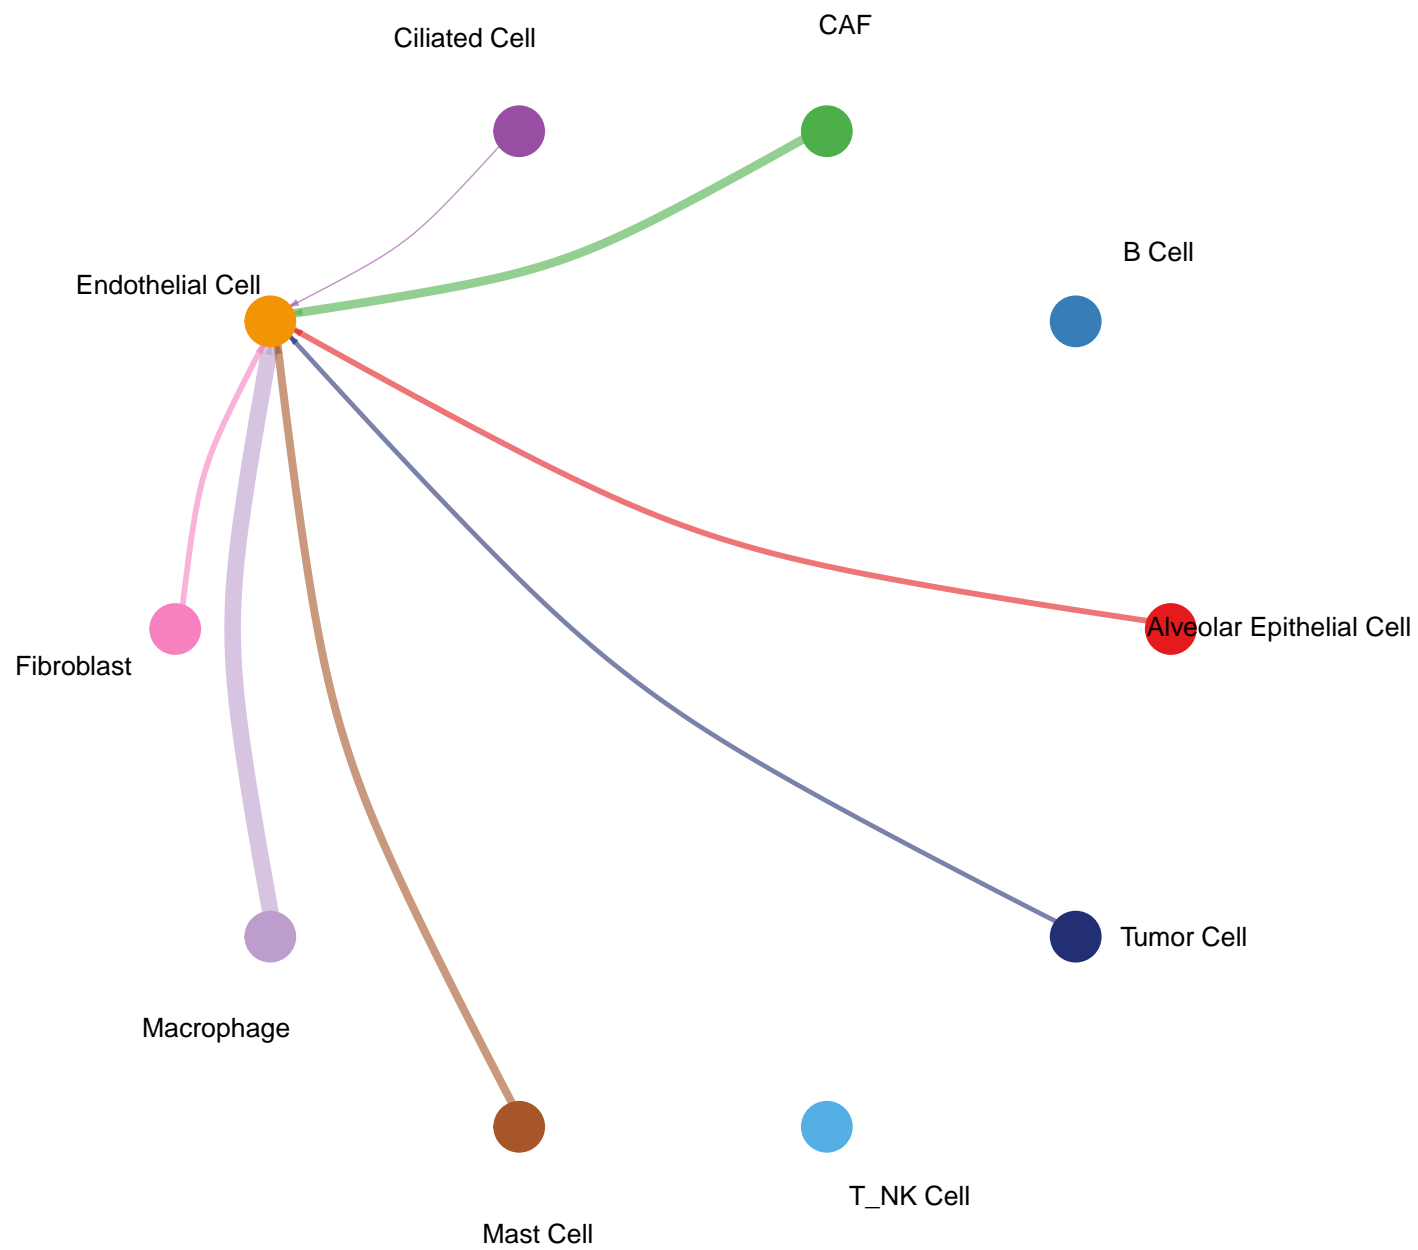 CAF
Ciliated Cell
B Cell
Endothelial Cell
Alveolar Epithelial Cell
Fibroblast
Tumor Cell
Macrophage
T_NK Cell
Mast Cell